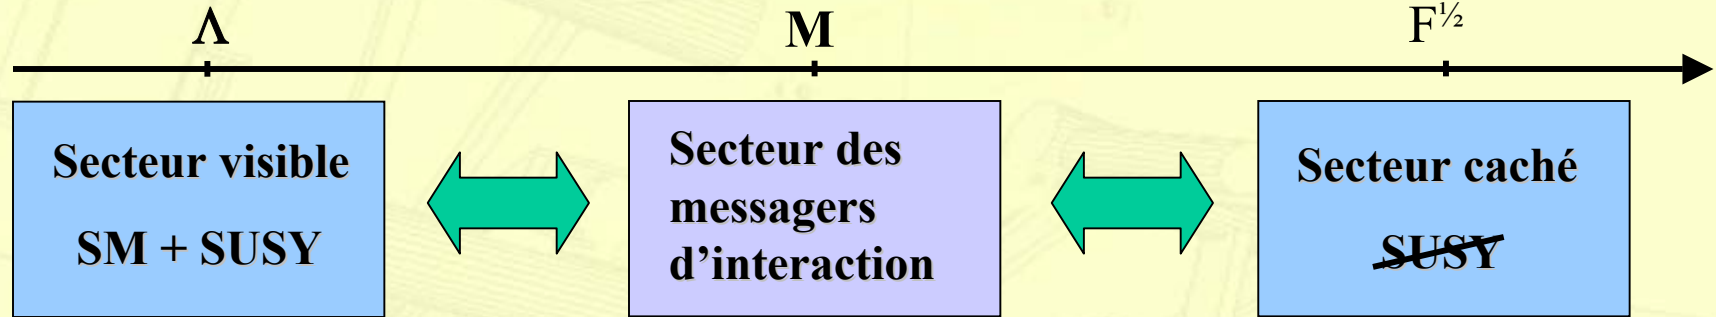 Λ
M
F½
Secteur visible
SM + SUSY
Secteur des
messagers
d’interaction
Secteur caché
SUSY